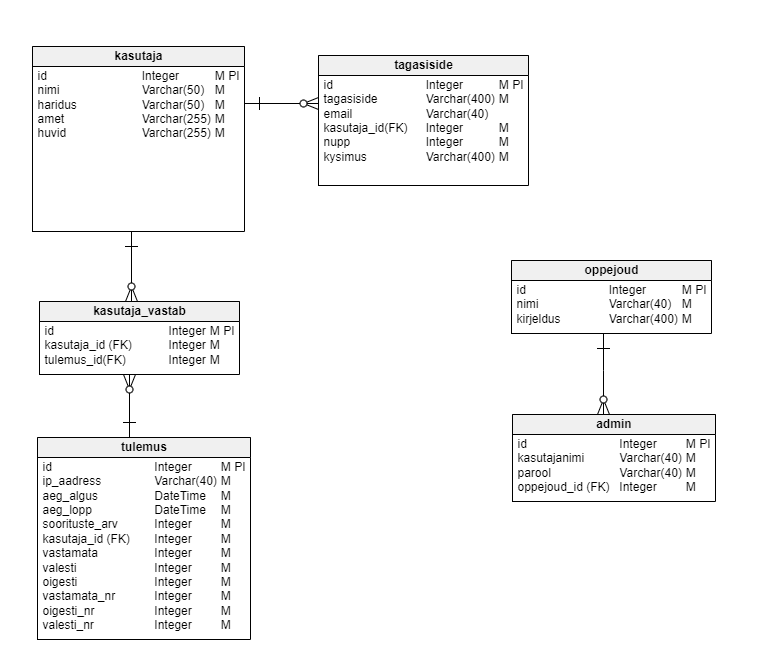 kasutaja
id Integer M PI
nimi Varchar(50) M
haridus Varchar(50) M
amet Varchar(255) M
huvid Varchar(255) M
tagasiside
id Integer M PI
tagasiside Varchar(400) M
email Varchar(40)
kasutaja_id(FK) Integer M
nupp Integer M
kysimus Varchar(400) M
kasutaja_vastab
id Integer M PI
kasutaja_id (FK) Integer M
tulemus_id(FK) Integer M
oppejoud
id Integer M PI
nimi Varchar(40) M
kirjeldus Varchar(400) M
admin
id Integer M PI
kasutajanimi Varchar(40) M
parool Varchar(40) M
oppejoud_id (FK) Integer M
tulemus
id Integer M PI
ip_aadress Varchar(40) M
aeg_algus DateTime M
aeg_lopp DateTime M
soorituste_arv Integer M
kasutaja_id (FK) Integer M
vastamata Integer M
valesti Integer M
oigesti Integer M
vastamata_nr Integer M
oigesti_nr Integer M
valesti_nr Integer M